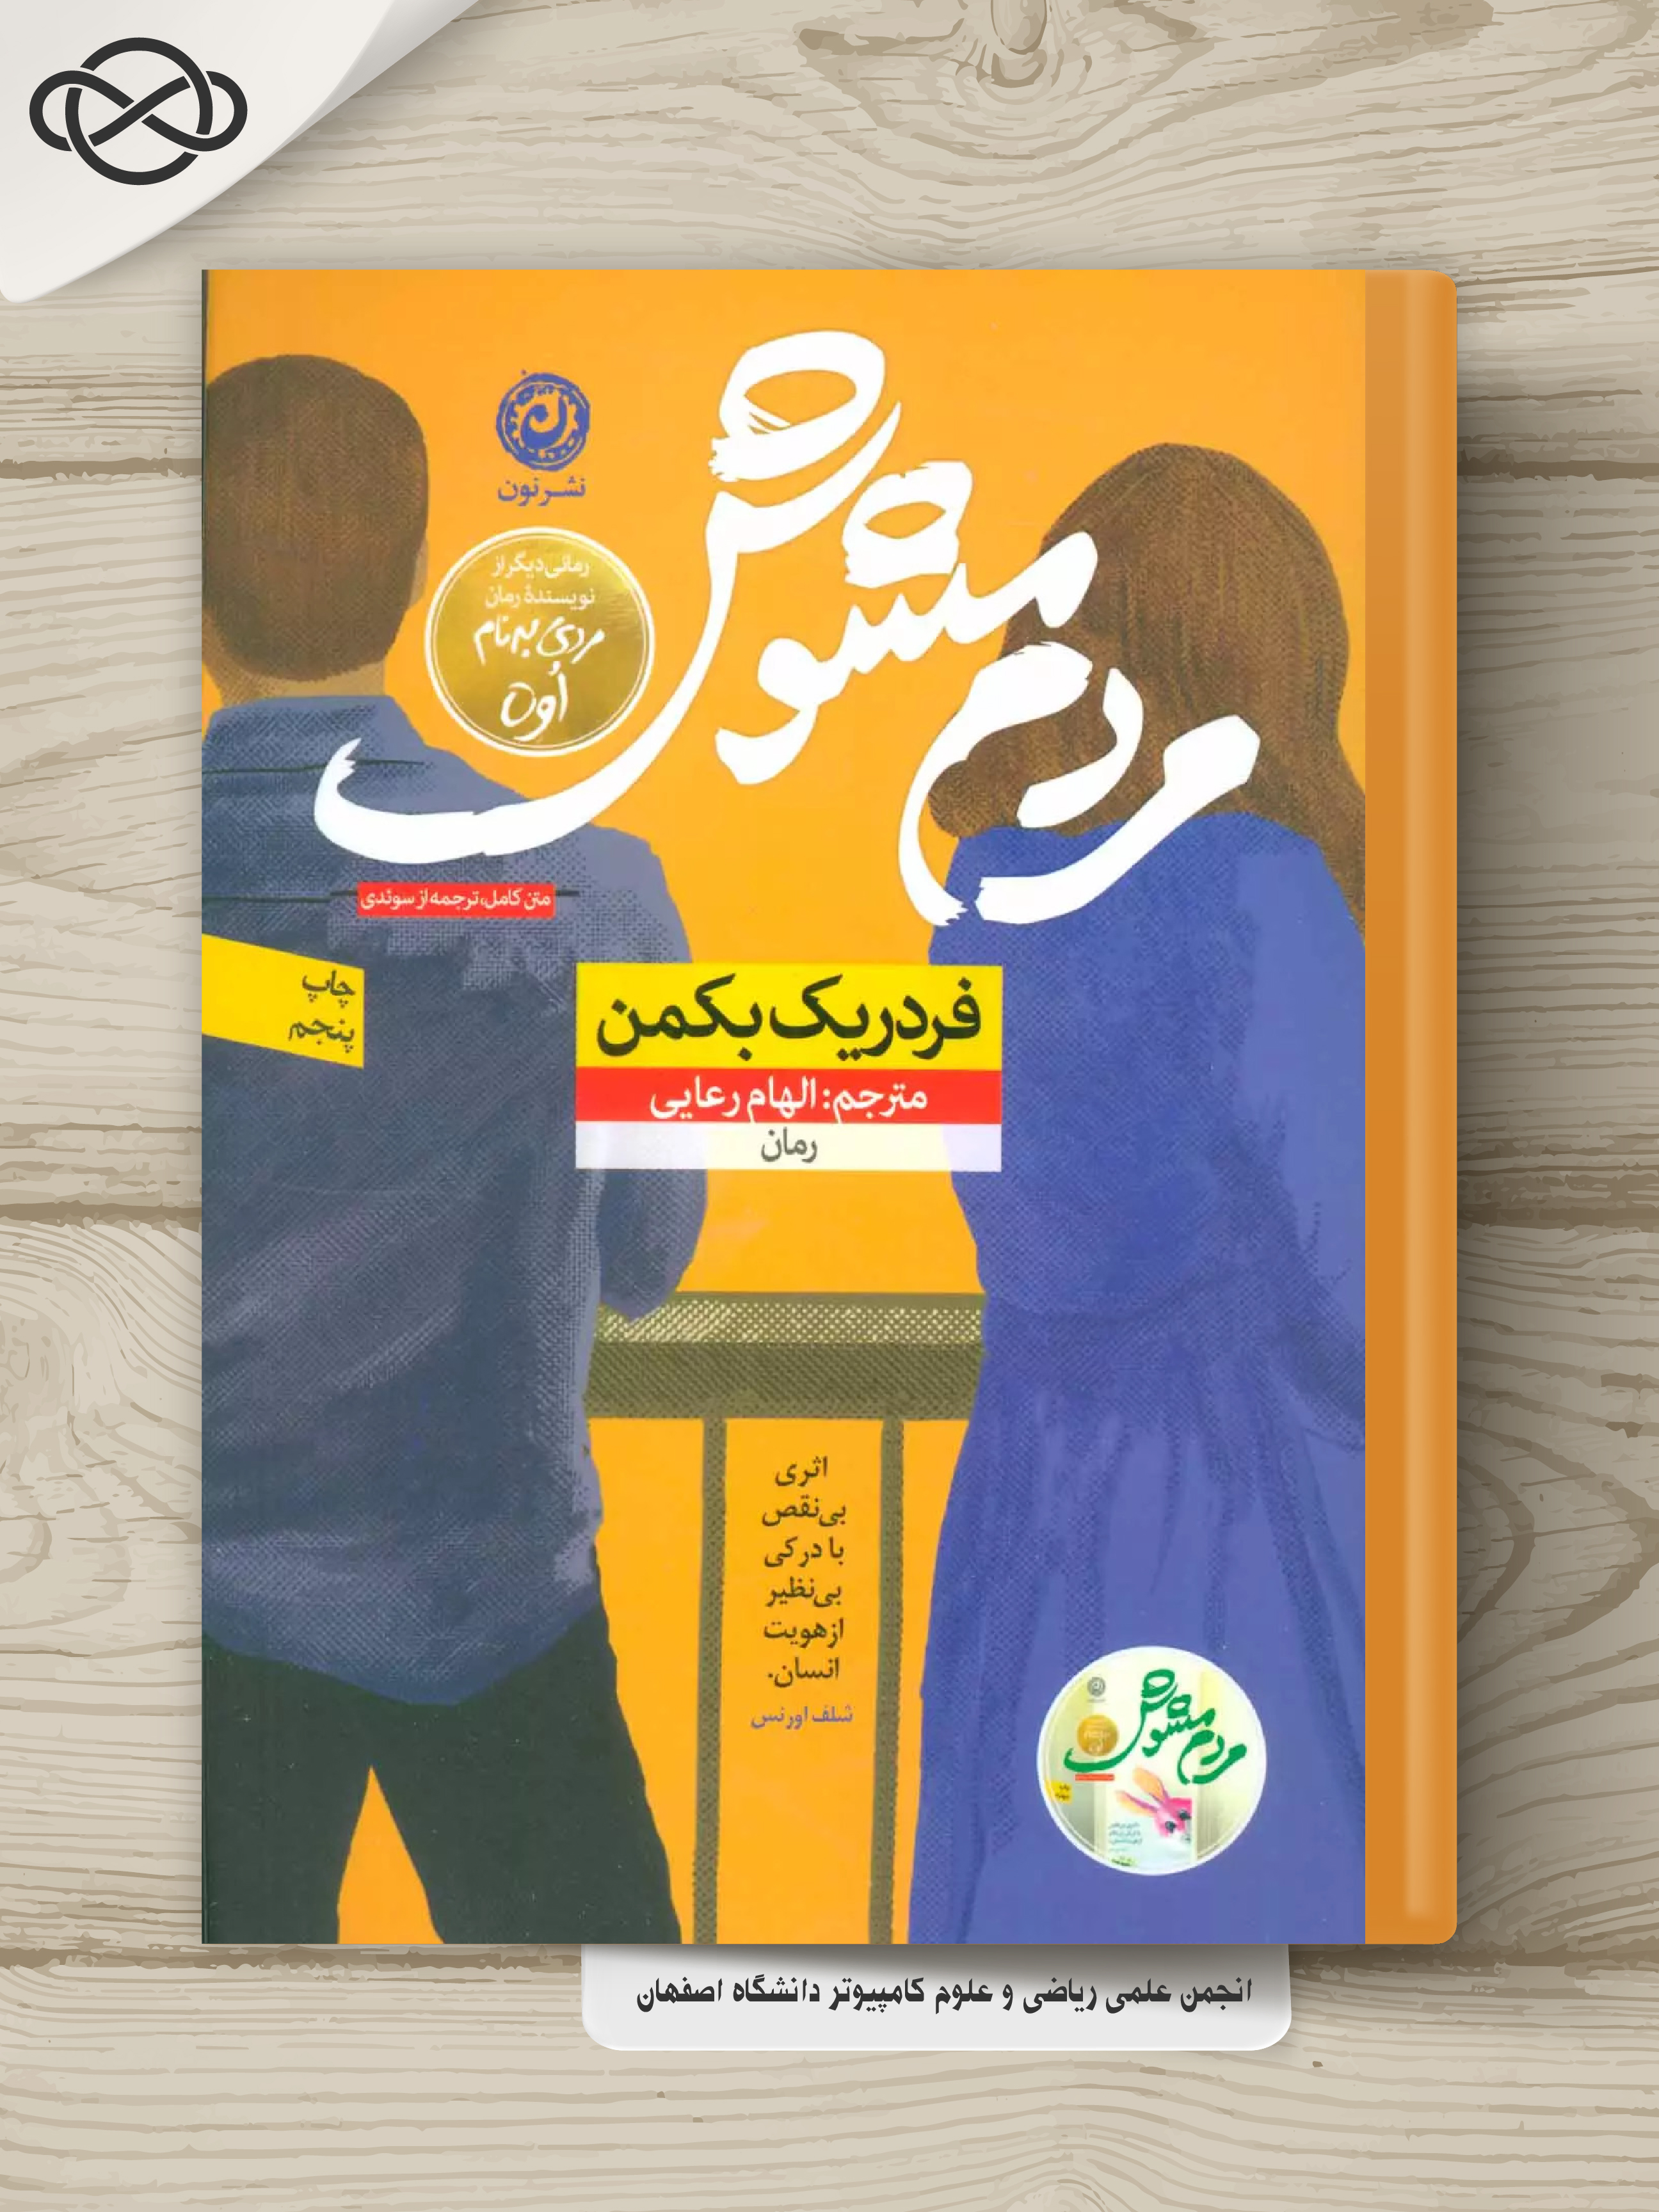 نشر نون
رمانی دیگر از
نویسندهٔ رمان
مردی به نام
اُوه
مردم مشوش
متن کامل، ترجمه از سوئدی
چاپ
پنجم
فردریک بکمن
مترجم: الهام رعایی
رمان
اثری
بی‌نقص
با درکی
بی‌نظیر
از هویت
انسان.
شلف اورنس
مردم مشوش
انجمن علمی ریاضی و علوم کامپیوتر دانشگاه اصفهان